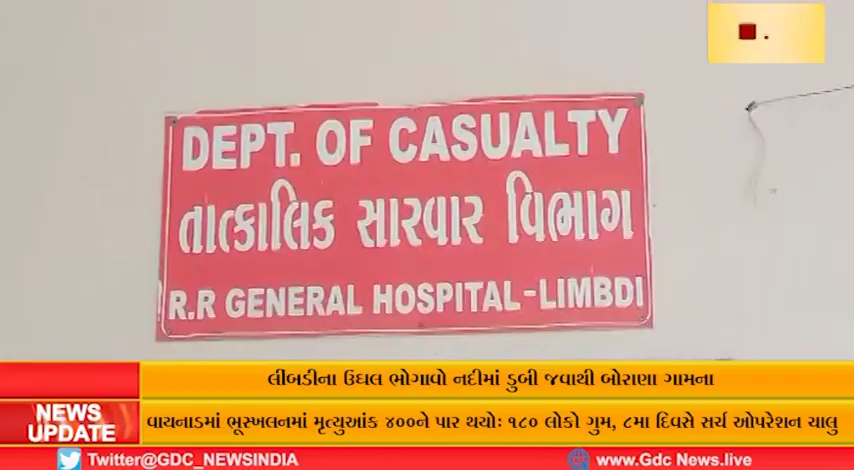 DEPT. OF CASUALTY
તાત્કાલિક સારવાર વિભાગ
R.R GENERAL HOSPITAL-LIMBDI
લીબડીના ઉઘલ ભોગાવો નદીમાં ડુબી જવાથી બોરાણા ગામના
NEWS UPDATE
વાયનાડમાં ભૂસ્ખલનમાં મૃત્યુઆંક ૪૦૦ને પાર થયોઃ ૧૮૦ લોકો ગુમ, ૮મા દિવસે સર્ચ ઓપરેશન ચાલુ
Twitter@GDC_NEWSINDIA
www.Gdc News.live